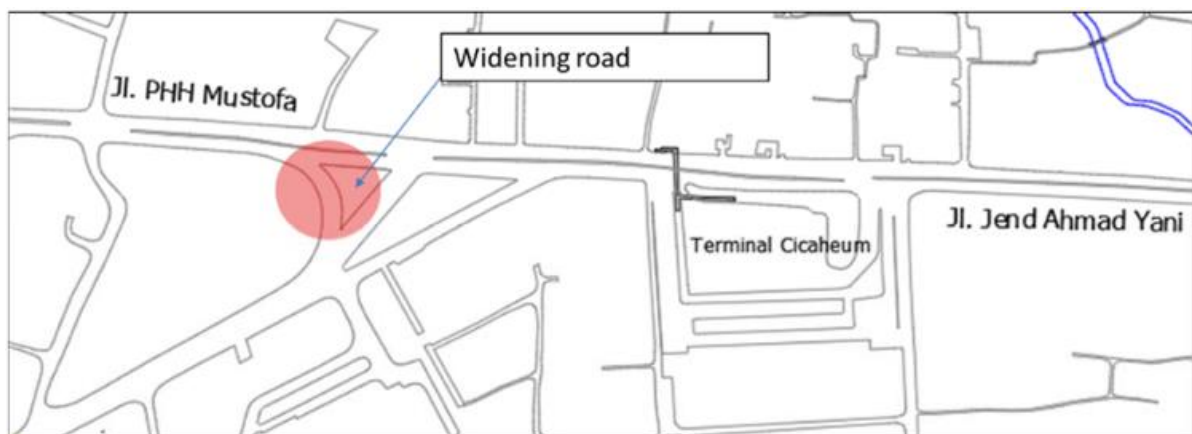 Widening road
Jl. PHH Mustofa
Terminal Cicaheum
Jl. Jend Ahmad Yani